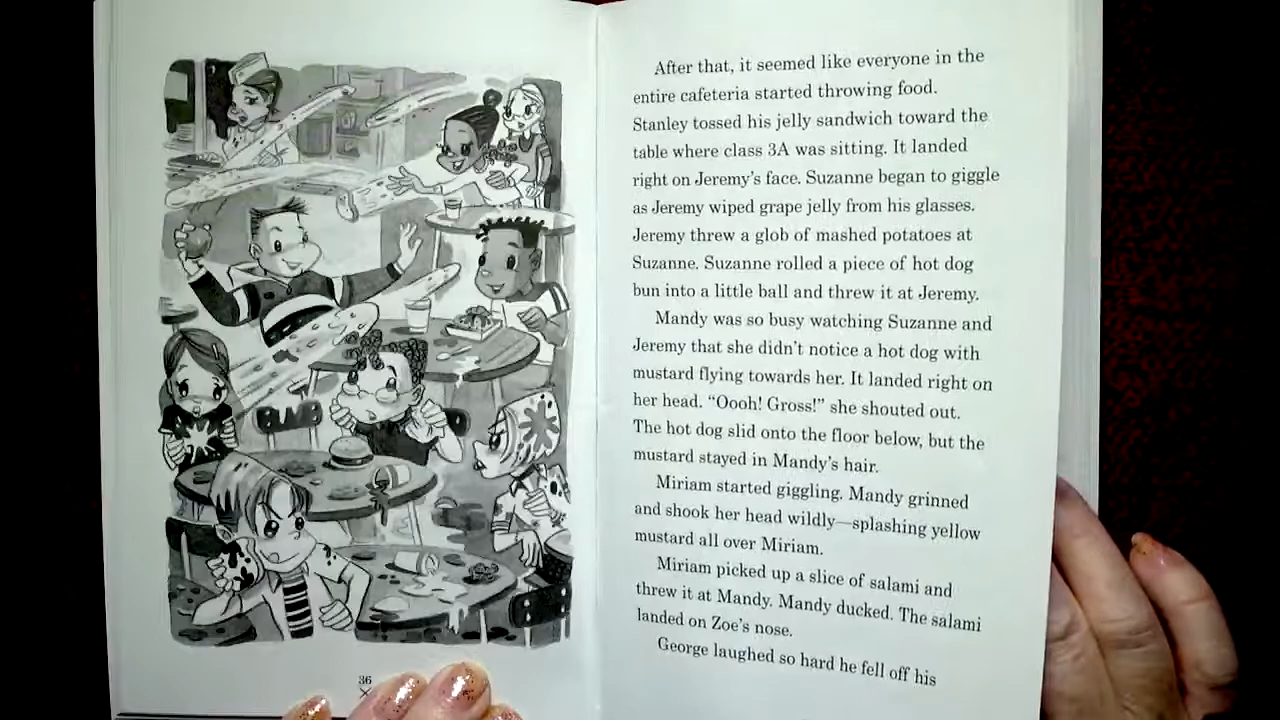 36
After that, it seemed like everyone in the
entire cafeteria started throwing food.
Stanley tossed his jelly sandwich toward the
table where class 3A was sitting. It landed
right on Jeremy's face. Suzanne began to giggle
as Jeremy wiped grape jelly from his glasses.
Jeremy threw a glob of mashed potatoes at
Suzanne. Suzanne rolled a piece of hot dog
bun into a little ball and threw it at Jeremy.
Mandy was so busy watching Suzanne and
Jeremy that she didn't notice a hot dog with
mustard flying towards her. It landed right on
her head. “Oooh! Gross!” she shouted out.
The hot dog slid onto the floor below, but the
mustard stayed in Mandy's hair.
Miriam started giggling. Mandy grinned
and shook her head wildly—splashing yellow
mustard all over Miriam.
Miriam picked up a slice of salami and
threw it at Mandy. Mandy ducked. The salami
landed on Zoe's nose.
George laughed so hard he fell off his